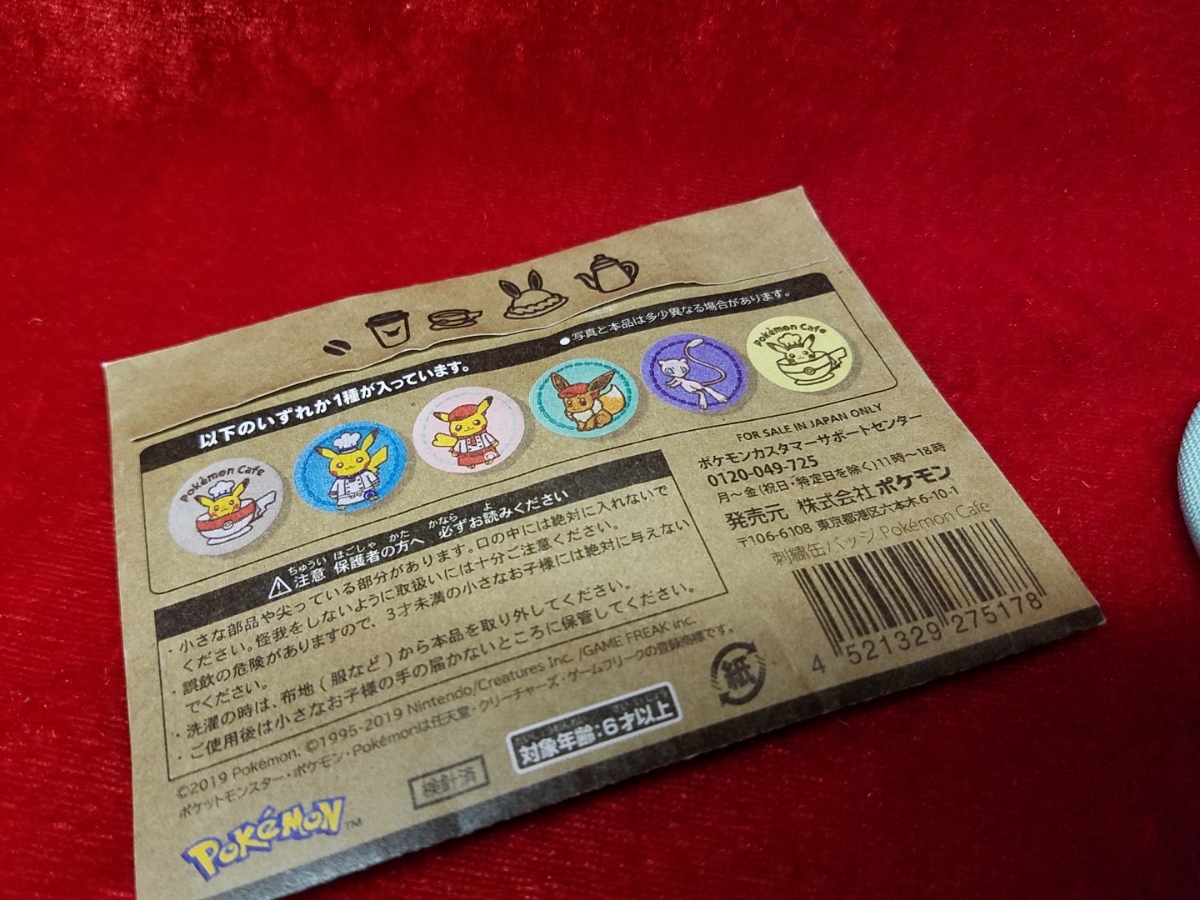 以下のいずれか1種が入っています。
●写真と本品は多少異なる場合があります。
Pokémon Cafe
Pokémon Cafe
FOR SALE IN JAPAN ONLY
ポケモンカスタマーサポートセンター
0120-049-725
月～金(祝日・特定日を除く)11時～18時
発売元 株式会社ポケモン
〒106-6108 東京都港区六本木6-10-1
刺繍缶バッジ Pokémon Cafe
4 521329 275178
ちゅうい ほごしゃ かた かなら よ
⚠注意 保護者の方へ 必ずお読みください
・小さな部品や尖っている部分があります。口の中には絶対に入れないで
ください。怪我をしないように取扱いには十分ご注意ください。
・誤飲の危険がありますので、3才未満の小さなお子様には絶対に与えない
でください。
・洗濯の時は、布地(服など)から本品を取り外してください。
・ご使用後は小さなお子様の手の届かないところに保管してください。
©2019 Pokémon. ©1995-2019 Nintendo/Creatures Inc. /GAME FREAK inc.
ポケットモンスター・ポケモン・Pokémonは任天堂・クリーチャーズ・ゲームフリークの登録商標です。
紙
対象年齢:6才以上
検針済
POKéMON™